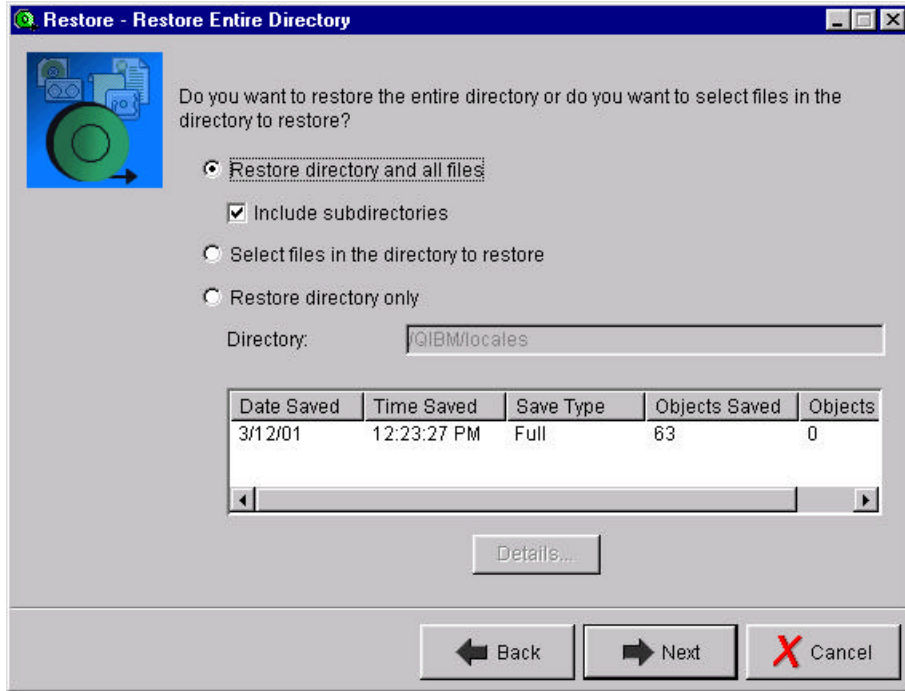 Restore - Restore Entire Directory
Do you want to restore the entire directory or do you want to select files in the
directory to restore?
Restore directory and all files
Include subdirectories
Select files in the directory to restore
Restore directory only
Directory: /QIBM/locales
Date Saved Time Saved Save Type Objects Saved Objects
3/12/01 12:23:27 PM Full 63 0
Details...
Back Next Cancel